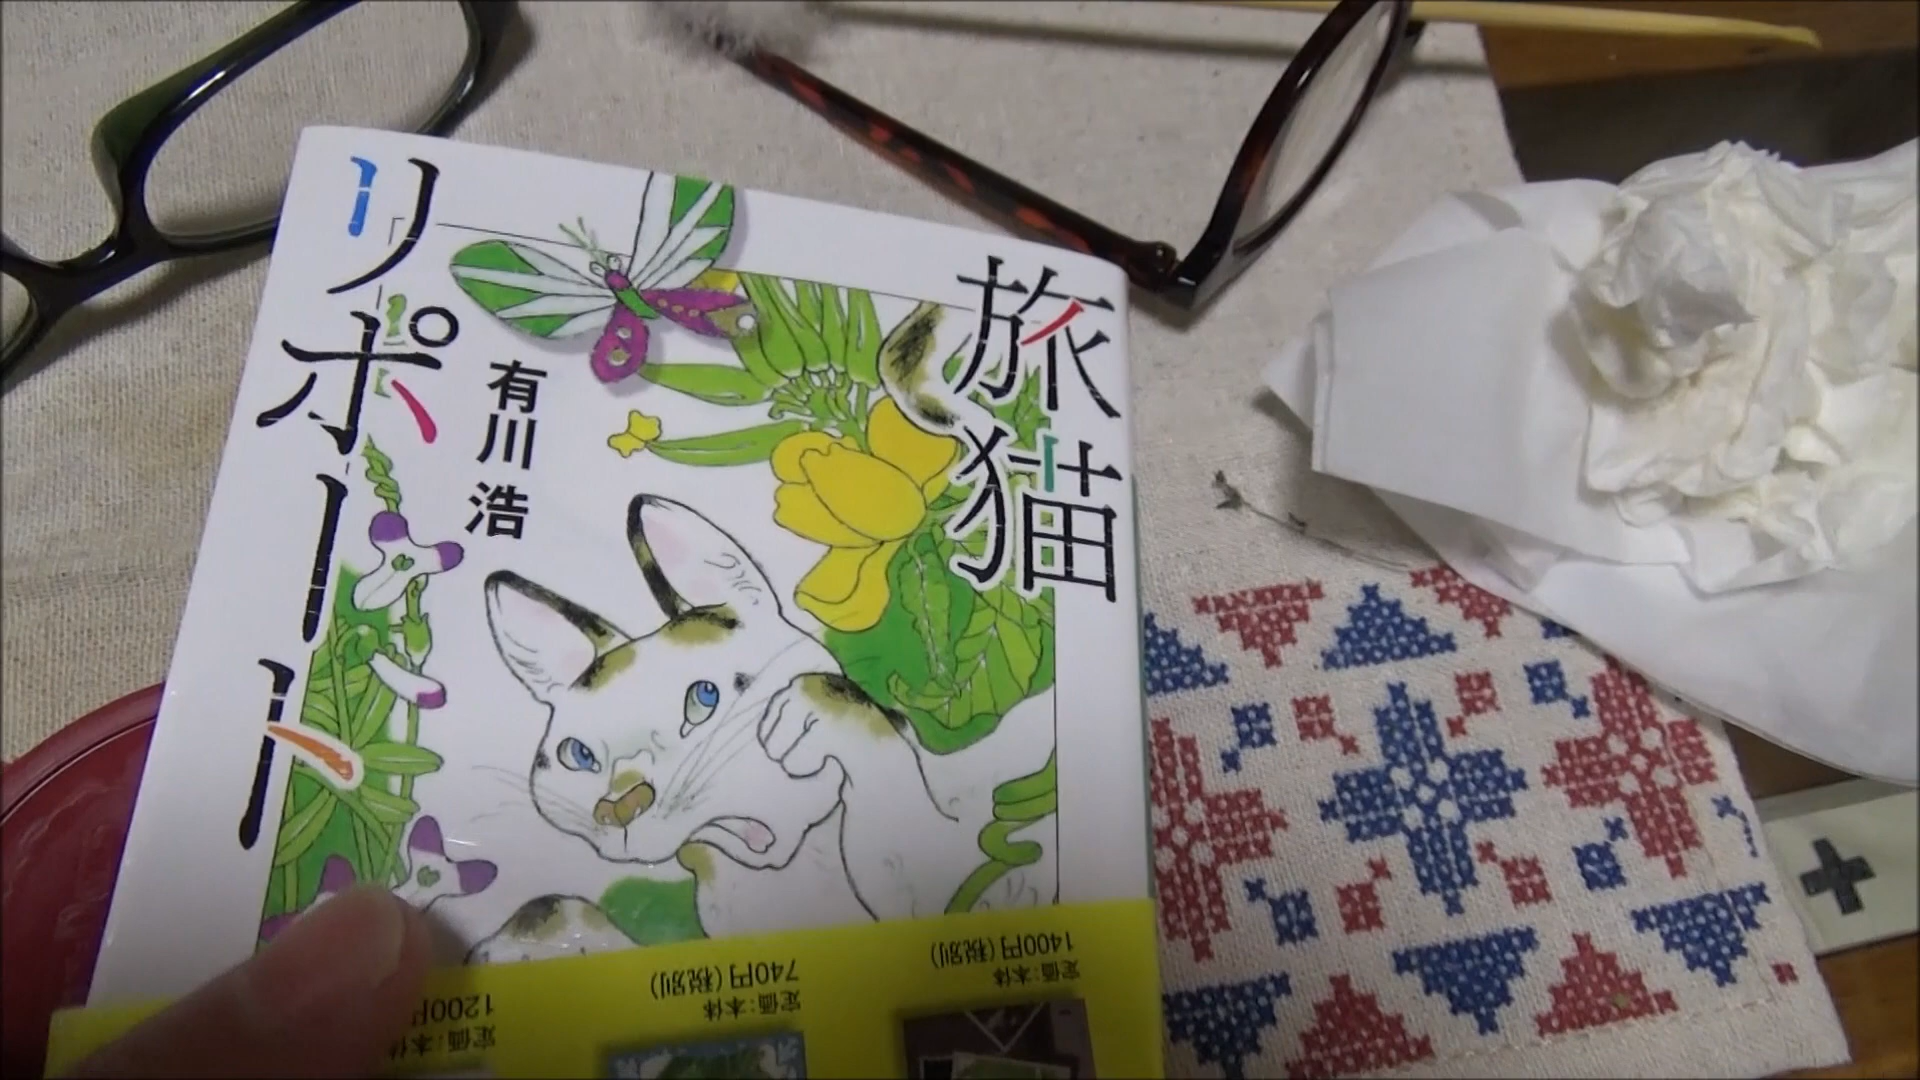 旅猫
リポート
有川 浩
定価:本体
1400円(税別)
定価:本体
740円(税別)
定価:本体
1200円